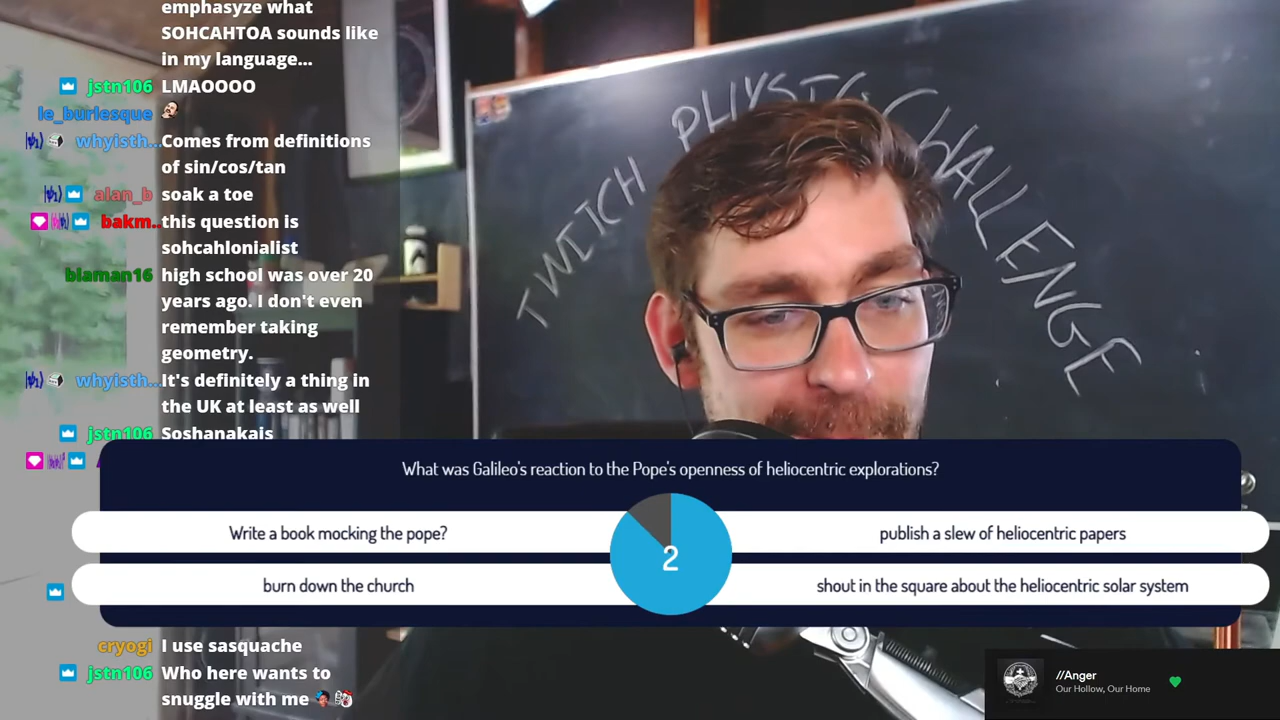 emphasyze what
SOHCAHTOA sounds like
in my language...
jstn106 LMAOOOO
le_burlesque
whyisth... Comes from definitions
of sin/cos/tan
alan_b soak a toe
bakm.. this question is
sohcahlonialist
blaman16 high school was over 20
years ago. I don't even
remember taking
geometry.
whyisth... It's definitely a thing in
the UK at least as well
jstn106 Soshanakais
TWICH PHYSICS CHALLENGE
What was Galileo's reaction to the Pope's openness of heliocentric explorations?
Write a book mocking the pope?
publish a slew of heliocentric papers
2
burn down the church
shout in the square about the heliocentric solar system
cryogi I use sasquache
jstn106 Who here wants to
snuggle with me
//Anger
Our Hollow, Our Home